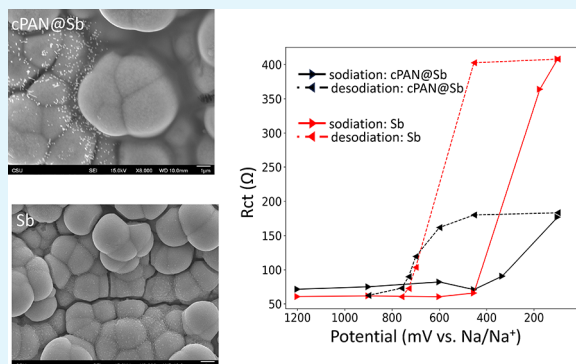 cPAN@Sb
CSU SEI 15.0kV X8,000 WD 10.0mm 1μm
Sb
sodiation: cPAN@Sb
desodiation: cPAN@Sb
sodiation: Sb
desodiation: Sb
Rct (Ω)
400
350
300
250
200
150
100
50
1200 1000 800 600 400 200
Potential (mV vs. Na/Na⁺)